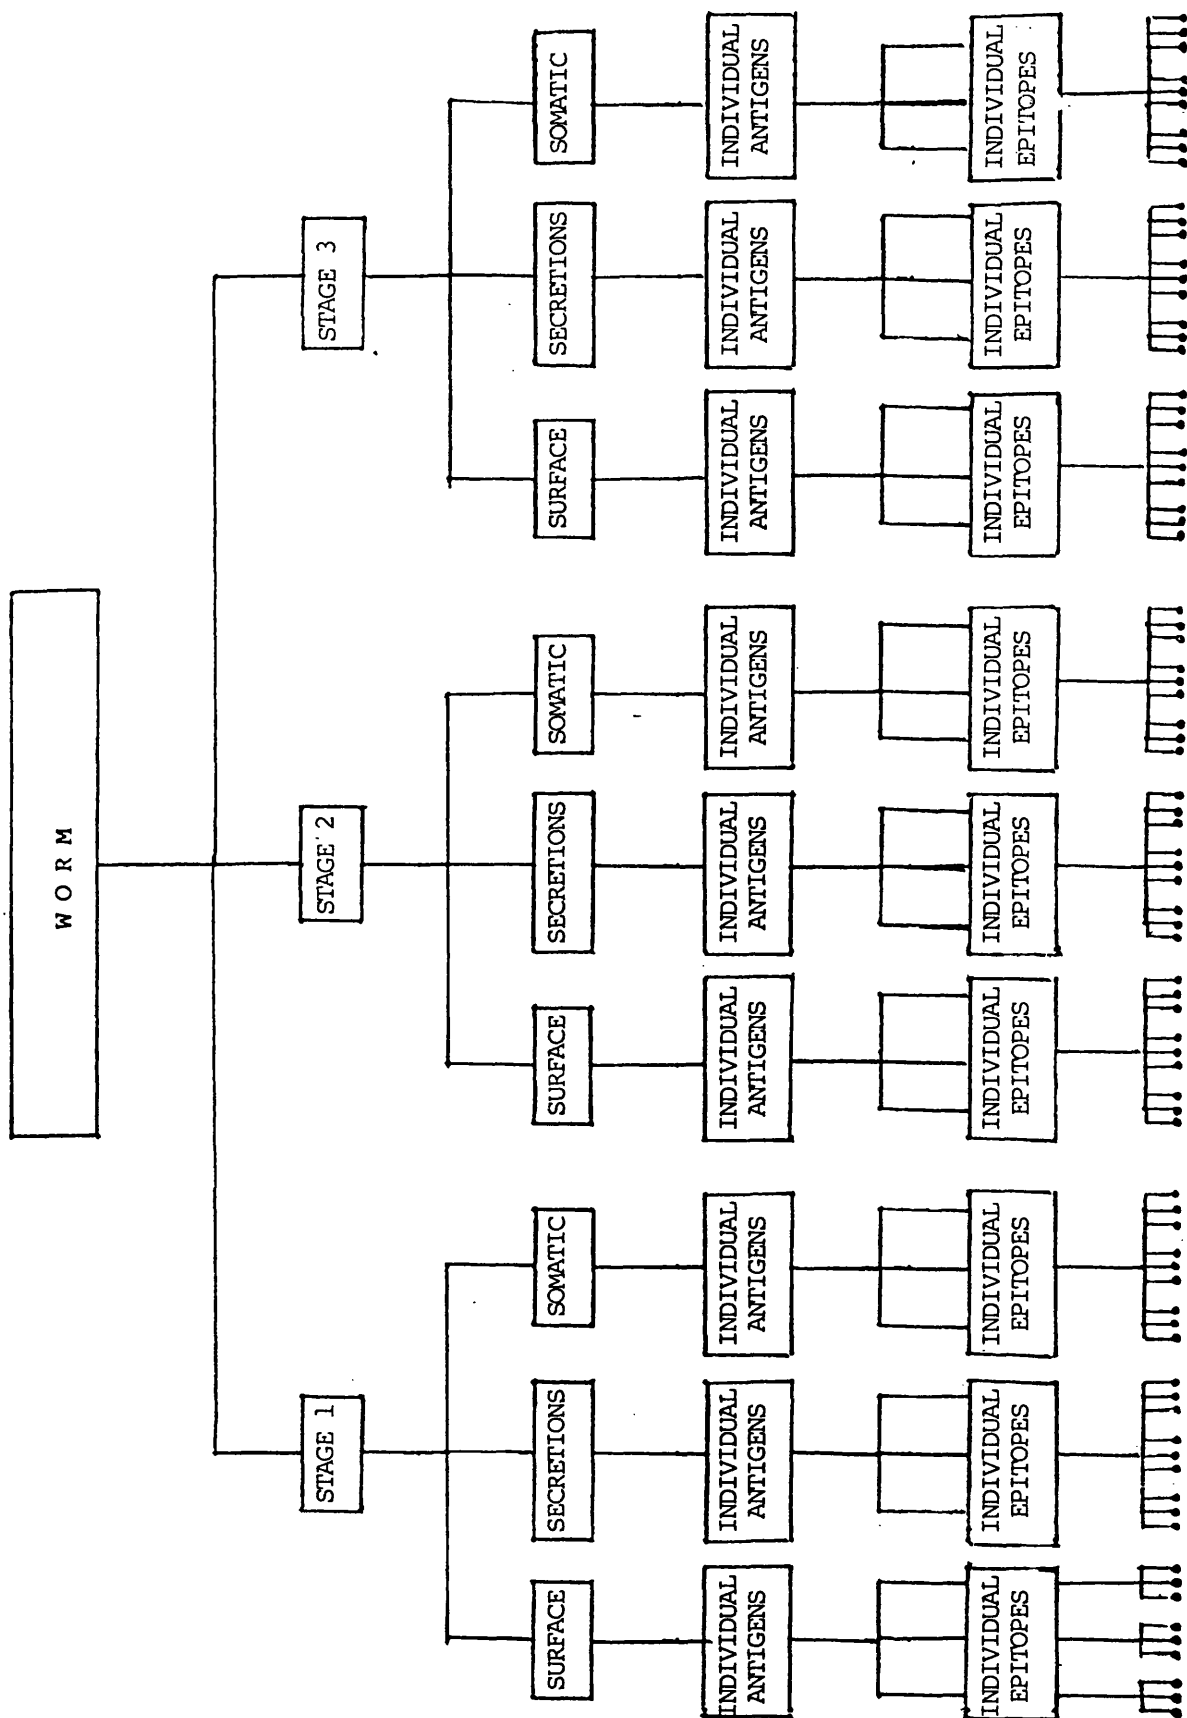 W O R M
STAGE 1
STAGE 2
STAGE 3
SURFACE
SECRETIONS
SOMATIC
SURFACE
SECRETIONS
SOMATIC
SURFACE
SECRETIONS
SOMATIC
INDIVIDUAL
ANTIGENS
INDIVIDUAL
ANTIGENS
INDIVIDUAL
ANTIGENS
INDIVIDUAL
ANTIGENS
INDIVIDUAL
ANTIGENS
INDIVIDUAL
ANTIGENS
INDIVIDUAL
ANTIGENS
INDIVIDUAL
ANTIGENS
INDIVIDUAL
ANTIGENS
INDIVIDUAL
EPITOPES
INDIVIDUAL
EPITOPES
INDIVIDUAL
EPITOPES
INDIVIDUAL
EPITOPES
INDIVIDUAL
EPITOPES
INDIVIDUAL
EPITOPES
INDIVIDUAL
EPITOPES
INDIVIDUAL
EPITOPES
INDIVIDUAL
EPITOPES